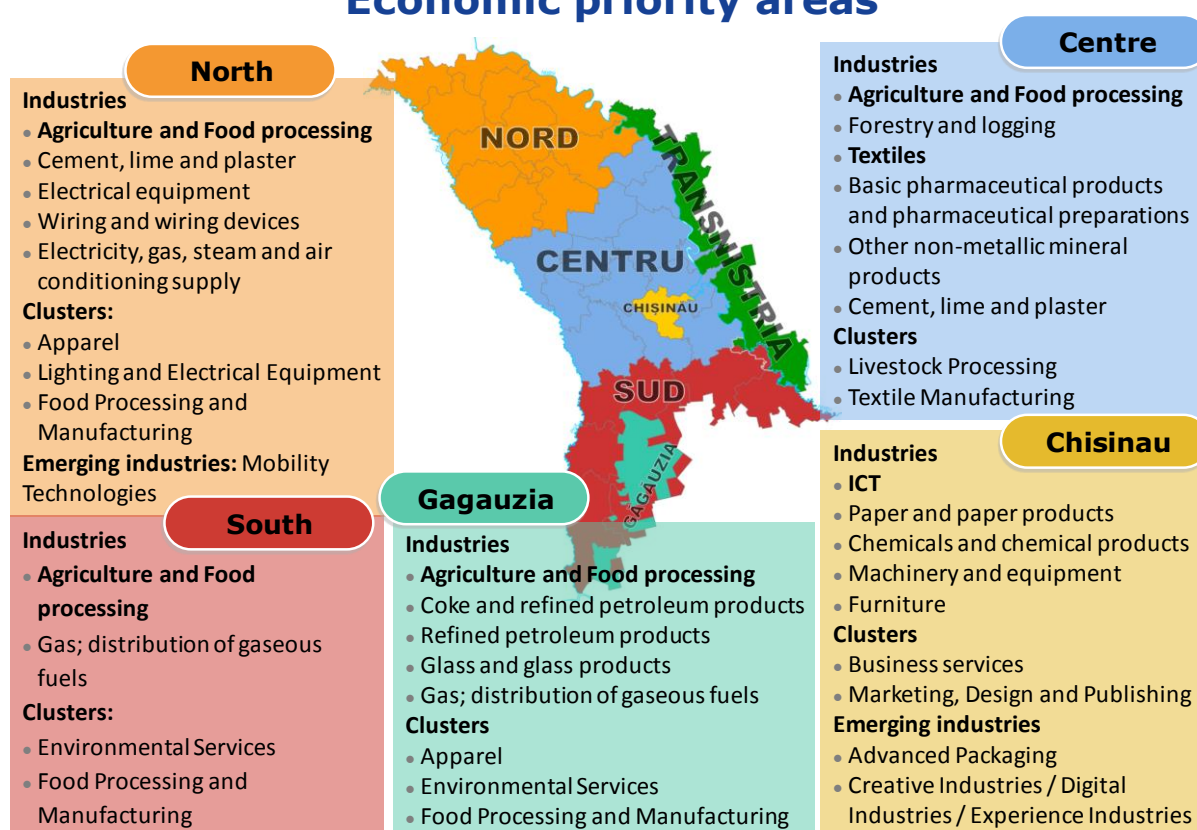 Economic priority areas
North
Industries
• Agriculture and Food processing
• Cement, lime and plaster
• Electrical equipment
• Wiring and wiring devices
• Electricity, gas, steam and air
conditioning supply
Clusters:
• Apparel
• Lighting and Electrical Equipment
• Food Processing and
Manufacturing
Emerging industries: Mobility
Technologies
South
Industries
• Agriculture and Food
processing
• Gas; distribution of gaseous
fuels
Clusters:
• Environmental Services
• Food Processing and
Manufacturing
NORD
TRANSNISTRIA
CENTRU
CHIȘINĂU
SUD
GĂGĂUZIA
Gagauzia
Industries
• Agriculture and Food processing
• Coke and refined petroleum products
• Refined petroleum products
• Glass and glass products
• Gas; distribution of gaseous fuels
Clusters
• Apparel
• Environmental Services
• Food Processing and Manufacturing
Centre
Industries
• Agriculture and Food processing
• Forestry and logging
• Textiles
• Basic pharmaceutical products
and pharmaceutical preparations
• Other non-metallic mineral
products
• Cement, lime and plaster
Clusters
• Livestock Processing
• Textile Manufacturing
Chisinau
Industries
• ICT
• Paper and paper products
• Chemicals and chemical products
• Machinery and equipment
• Furniture
Clusters
• Business services
• Marketing, Design and Publishing
Emerging industries
• Advanced Packaging
• Creative Industries / Digital
Industries / Experience Industries